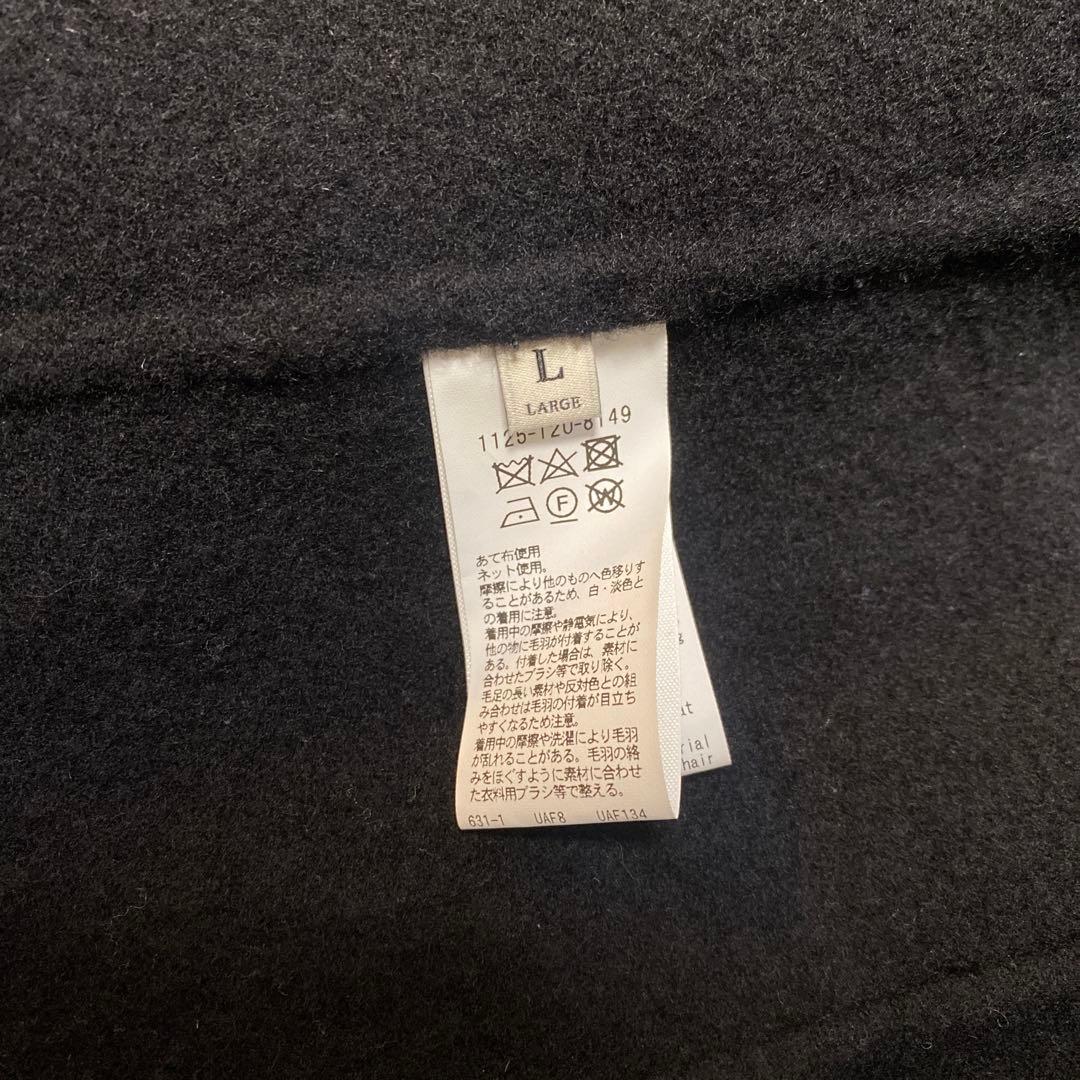 L
LARGE
1125-120-8149
F
W
あて布使用
ネット使用。
摩擦により他のものへ色移りす
ることがあるため、白・淡色と
の着用に注意。
着用中の摩擦や静電気により、
他の物に毛羽が付着することが
ある。付着した場合は、素材に
合わせたブラシ等で取り除く。
毛足の長い素材や反対色との組
み合わせは毛羽の付着が目立ち
やすくなるため注意。
着用中の摩擦や洗濯により毛羽
が乱れることがある。毛羽の絡
みをほぐすように素材に合わせ
た衣料用ブラシ等で整える。
631-1 UAF8 UAF134
hair